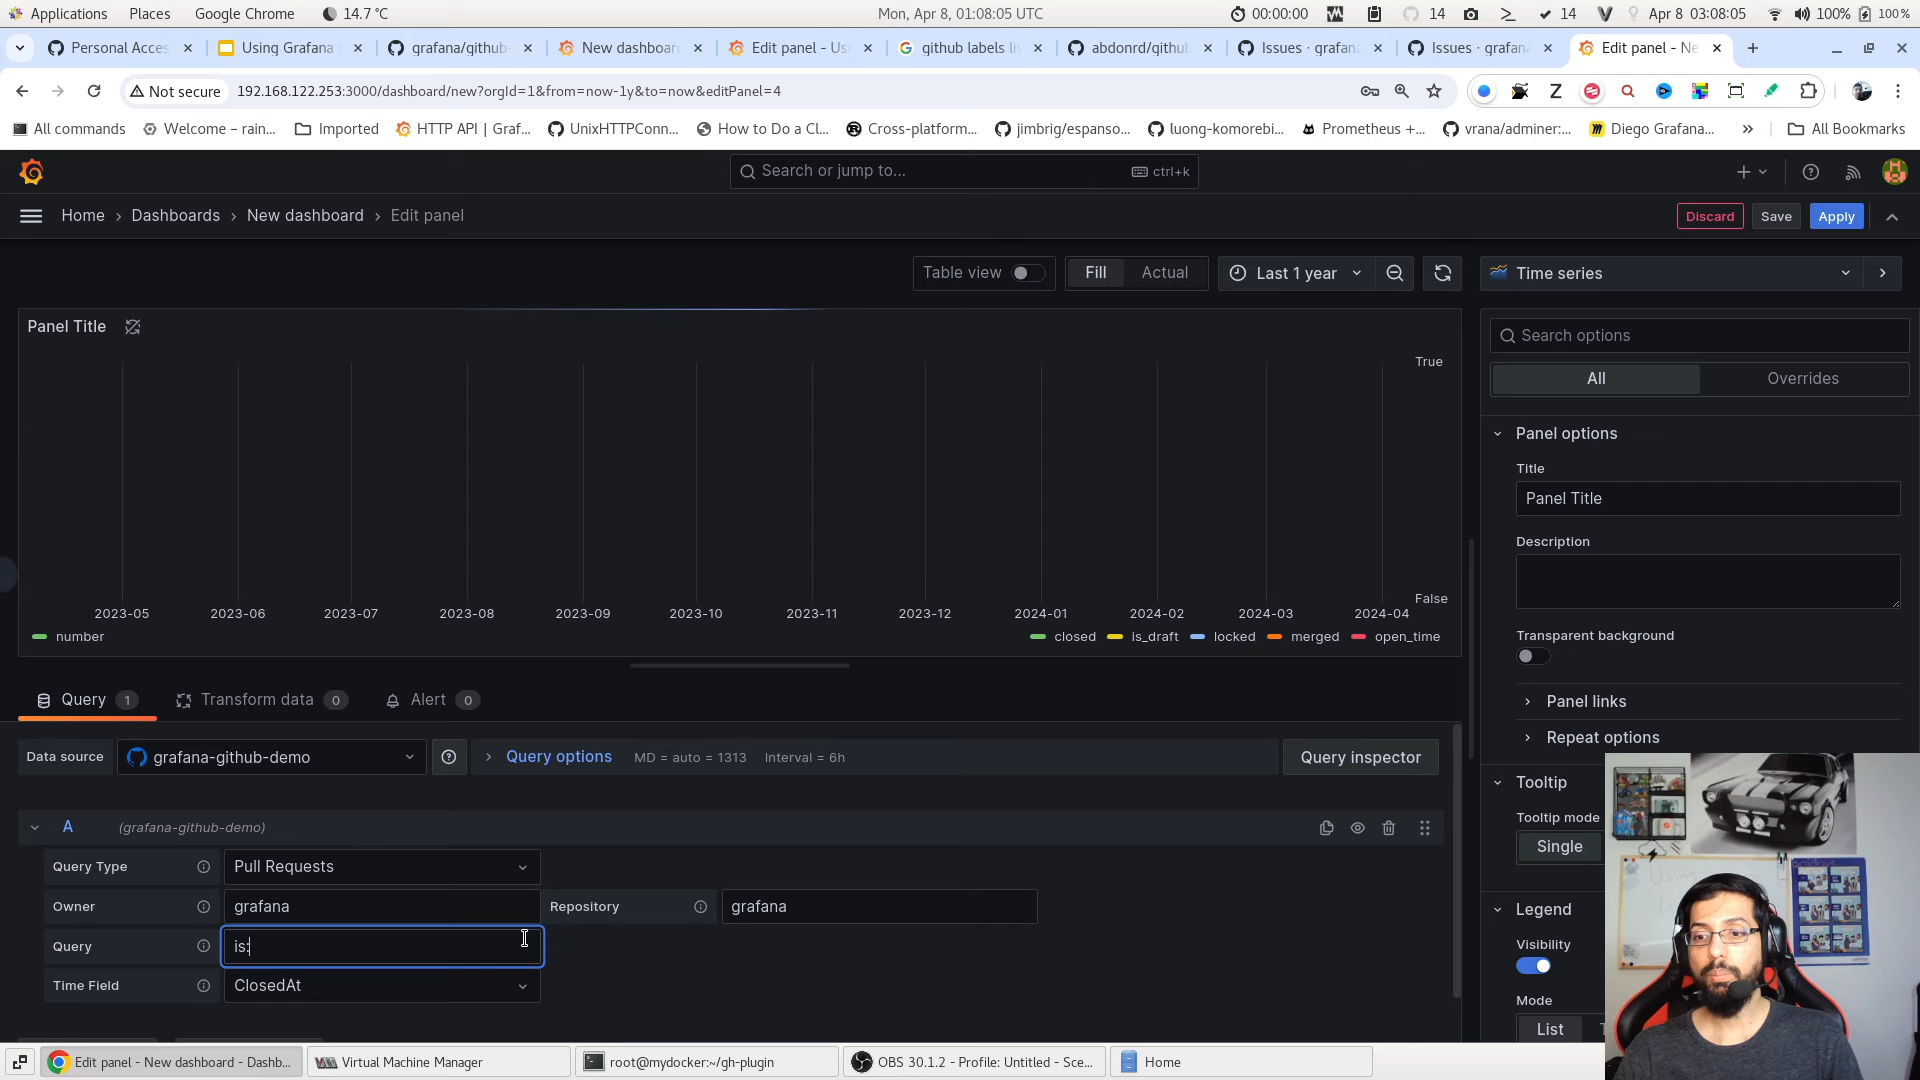 Applications Places Google Chrome 14.7 °C Mon, Apr 8, 01:08:05 UTC 00:00:00 14 14 Apr 8 03:08:05 100% 100%
Personal Acces Using Grafana grafana/github- New dashboar Edit panel - Us github labels li abdonrd/github Issues · grafana Issues · grafan Edit panel - Ne
Not secure 192.168.122.253:3000/dashboard/new?orgId=1&from=now-1y&to=now&editPanel=4
All commands Welcome – rain... Imported HTTP API | Graf... UnixHTTPConn... How to Do a Cl... Cross-platform... jimbrig/espanso... luong-komorebi... Prometheus +... vrana/adminer:... Diego Grafana... » All Bookmarks
Search or jump to... ctrl+k
Home › Dashboards › New dashboard › Edit panel Discard Save Apply
Table view Fill Actual Last 1 year Time series
Panel Title
Search options
True
All Overrides
Panel options
Title
Panel Title
Description
False
2023-05 2023-06 2023-07 2023-08 2023-09 2023-10 2023-11 2023-12 2024-01 2024-02 2024-03 2024-04
number closed is_draft locked merged open_time
Transparent background
Query 1 Transform data 0 Alert 0
Panel links
Repeat options
Data source grafana-github-demo Query options MD = auto = 1313 Interval = 6h Query inspector
Tooltip
Tooltip mode
Single
A (grafana-github-demo)
Query Type Pull Requests
Owner grafana Repository grafana
Legend
Query is:
Visibility
Time Field ClosedAt
Mode
List
Edit panel - New dashboard - Dashb... Virtual Machine Manager root@mydocker:~/gh-plugin OBS 30.1.2 - Profile: Untitled - Sce... Home